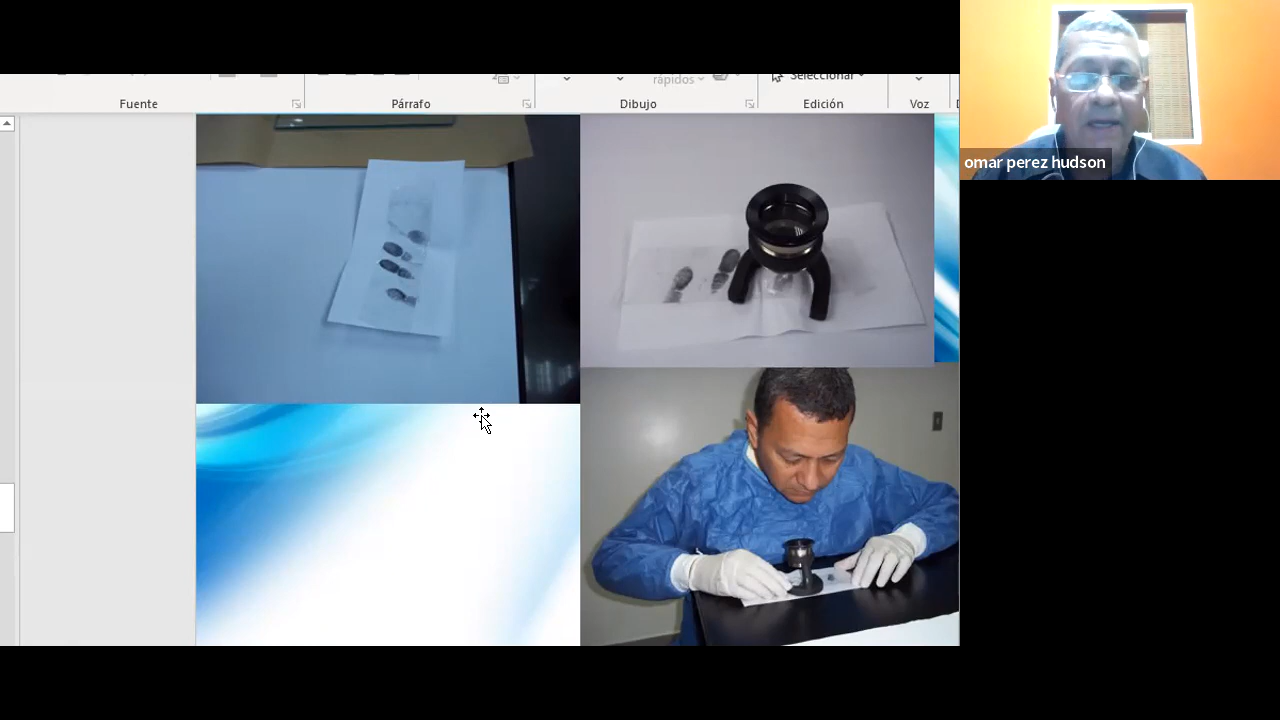 rápidos
Seleccionar
Fuente
Párrafo
Dibujo
Edición
Voz
omar perez hudson